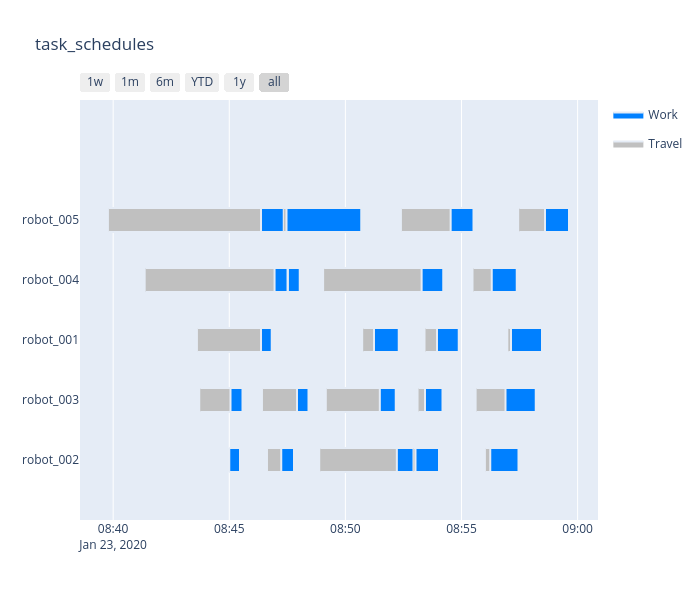 task_schedules
1w 1m 6m YTD 1y all
Work
Travel
robot_005
robot_004
robot_001
robot_003
robot_002
08:40 08:45 08:50 08:55 09:00
Jan 23, 2020